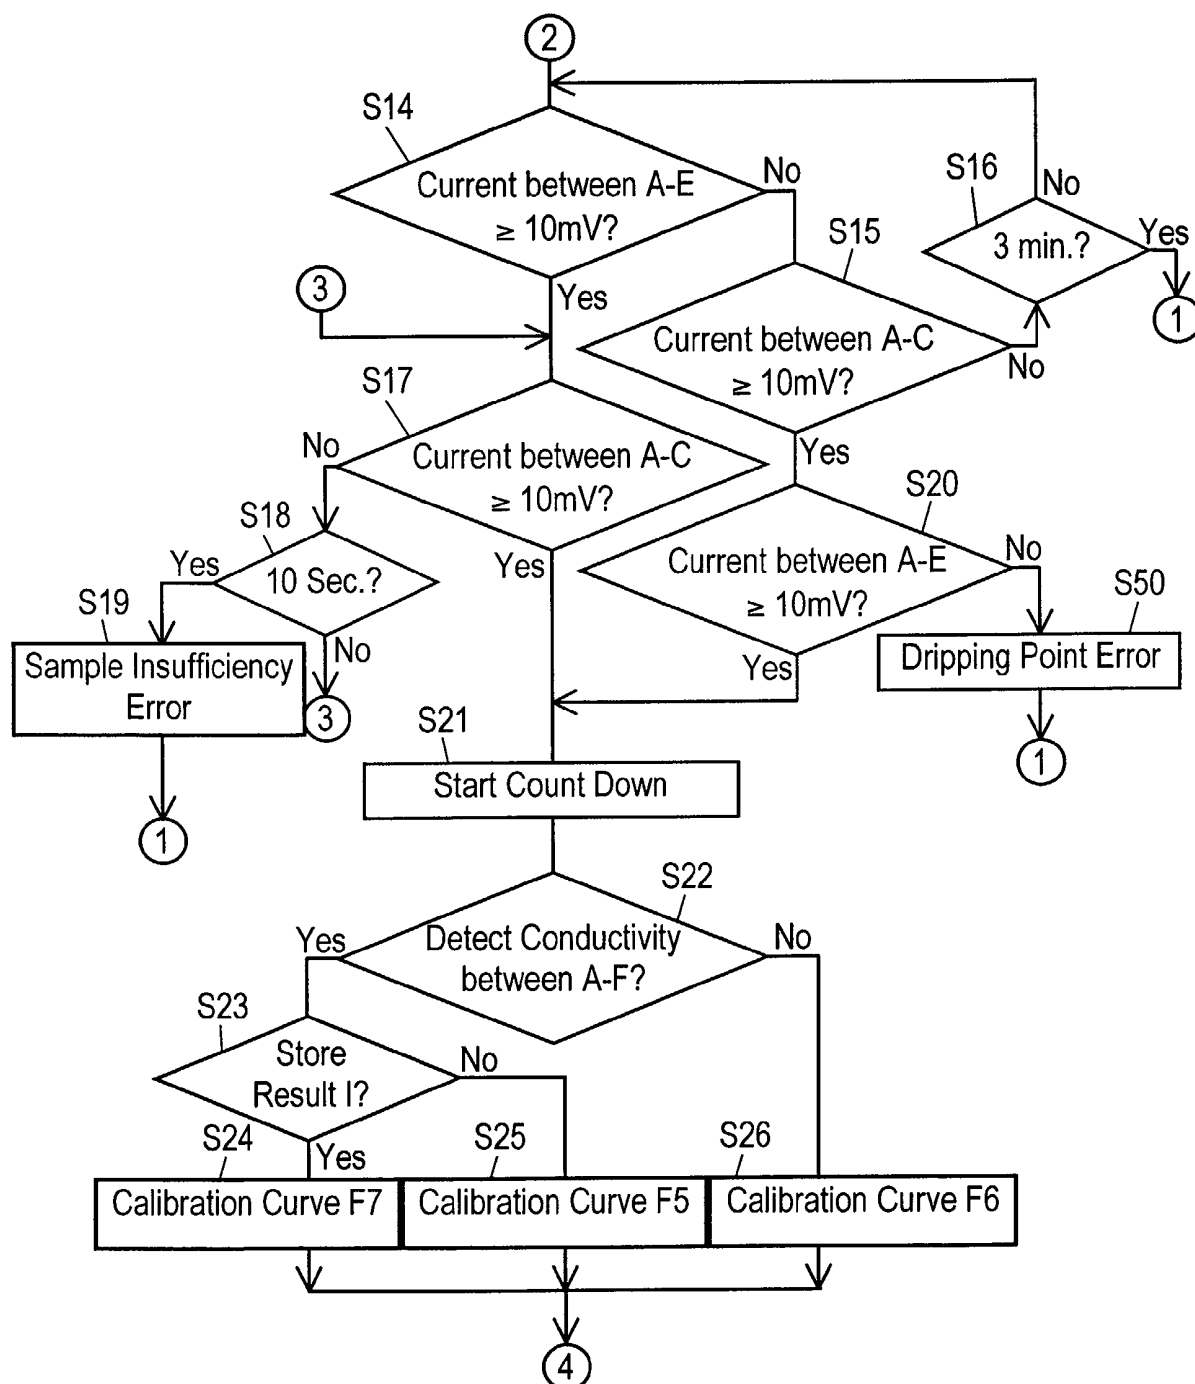 2
S14
Current between A-E
≥ 10mV?
No
S16
No
3 min.?
Yes
1
S15
3
Yes
Current between A-C
≥ 10mV?
No
S17
No
Current between A-C
≥ 10mV?
Yes
S20
S18
Yes
10 Sec.?
Yes
Current between A-E
≥ 10mV?
No
S19
Sample Insufficiency
Error
No
3
Yes
S50
Dripping Point Error
1
S21
Start Count Down
1
S22
Yes
Detect Conductivity
between A-F?
No
S23
Store
Result I?
No
S24
Yes
S25
S26
Calibration Curve F7
Calibration Curve F5
Calibration Curve F6
4